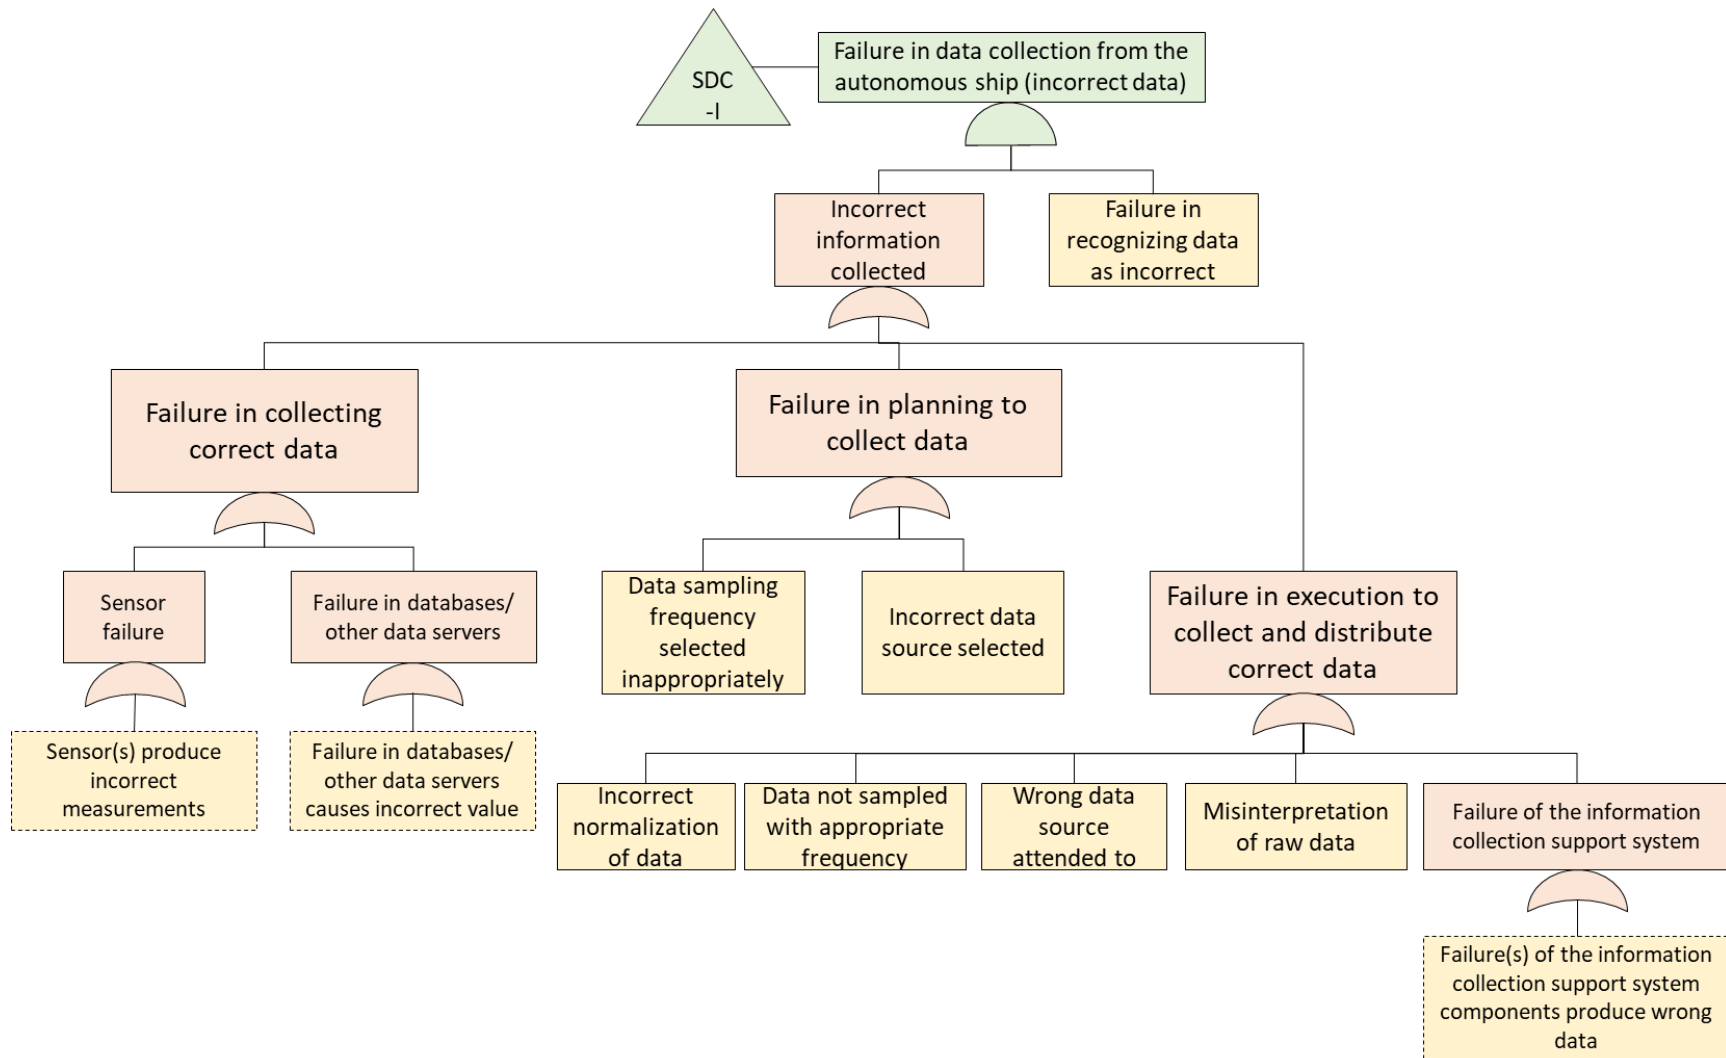 SDC
-I
Failure in data collection from the
autonomous ship (incorrect data)
Incorrect
information
collected
Failure in
recognizing data
as incorrect
Failure in collecting
correct data
Failure in planning to
collect data
Sensor
failure
Failure in databases/
other data servers
Data sampling
frequency
selected
inappropriately
Incorrect data
source selected
Failure in execution to
collect and distribute
correct data
Sensor(s) produce
incorrect
measurements
Failure in databases/
other data servers
causes incorrect value
Incorrect
normalization
of data
Data not sampled
with appropriate
frequency
Wrong data
source
attended to
Misinterpretation
of raw data
Failure of the information
collection support system
Failure(s) of the information
collection support system
components produce wrong
data